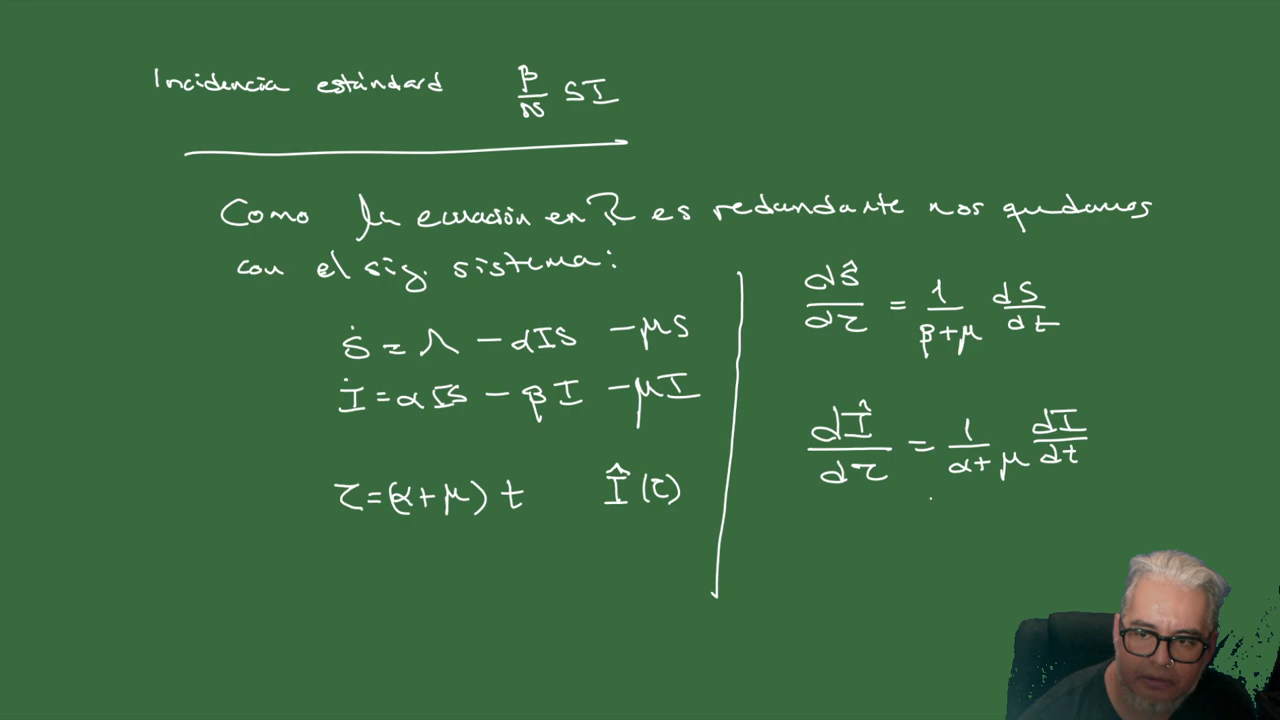 Incidencia estándard β/N SI
Como la ecuación en R es redundante nos quedamos
con el sig. sistema:
Ṡ = Λ - αIS - μS
İ = αIS - βI - μI
τ = (α+μ) t Î(τ)
dŜ/dτ = 1/(β+μ) dS/dt
dÎ/dτ = 1/(α+μ) dI/dt